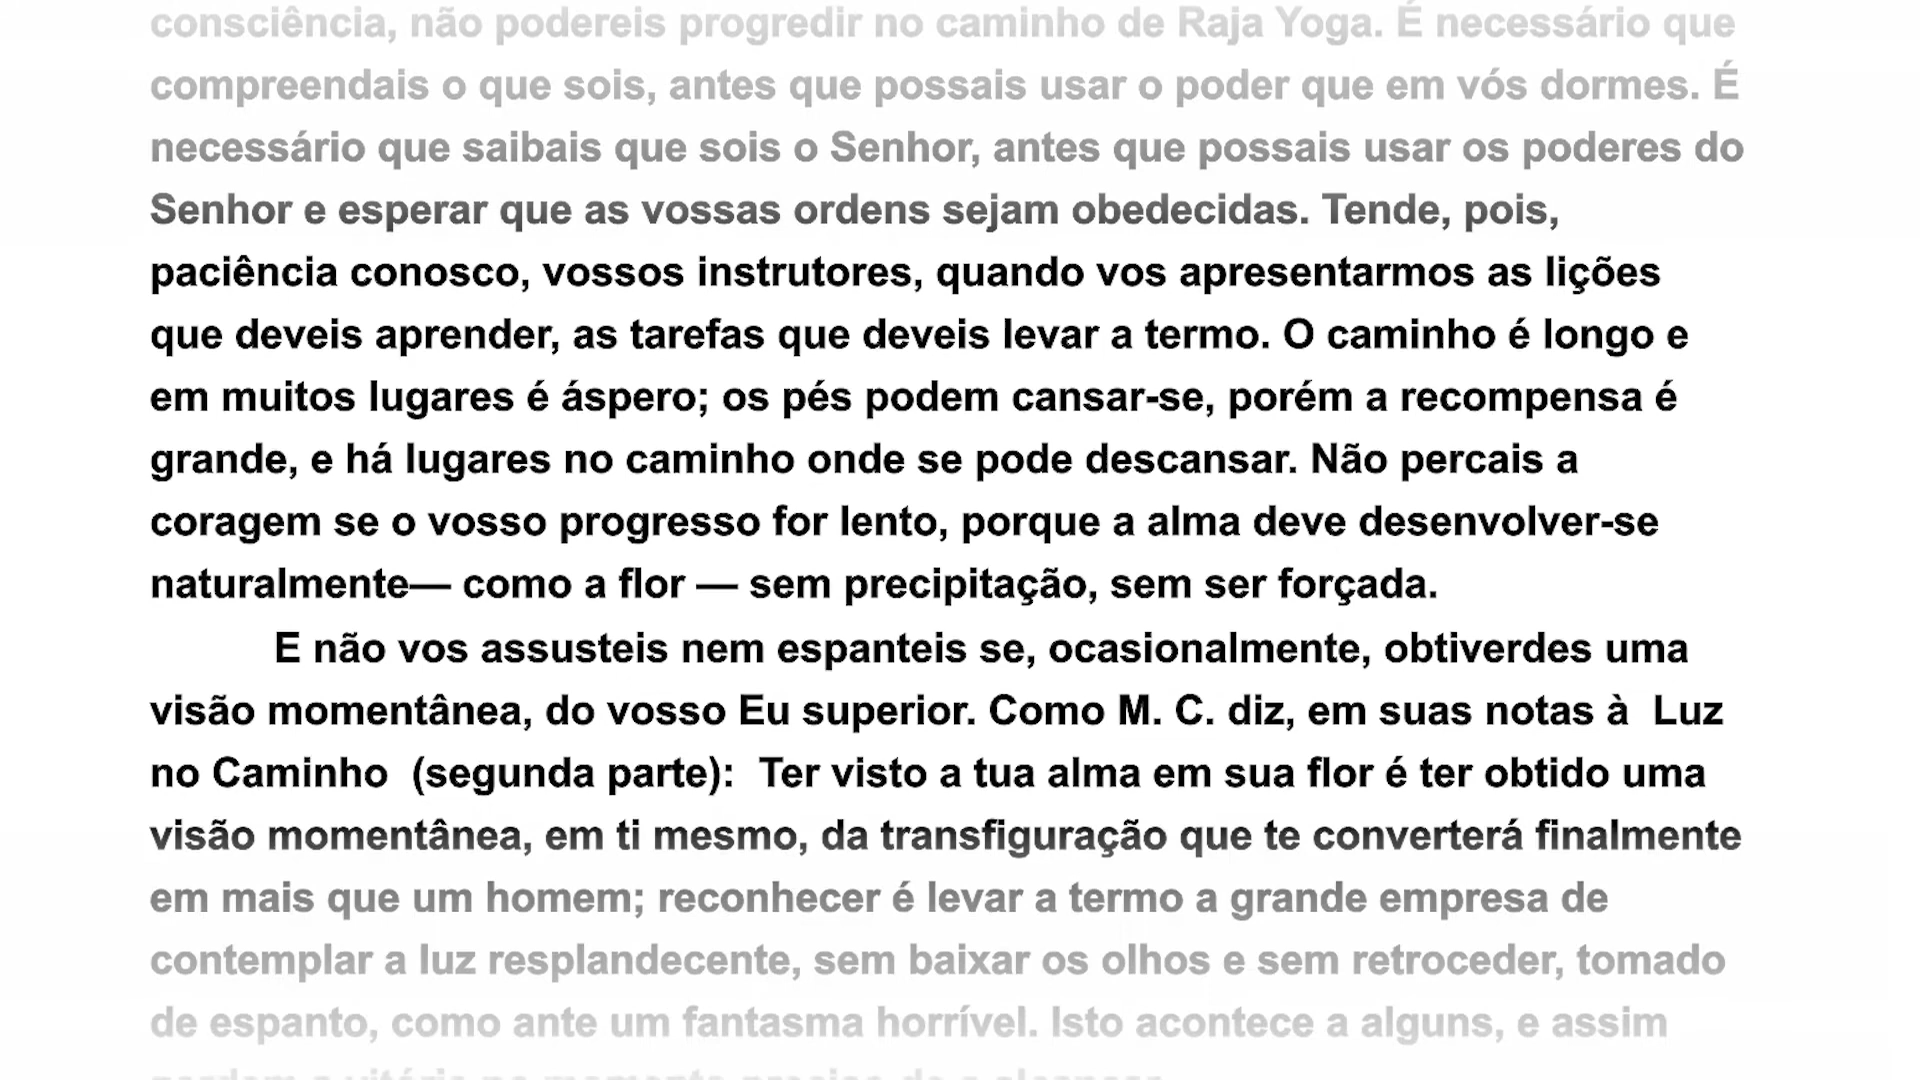 consciência, não podereis progredir no caminho de Raja Yoga. É necessário que
compreendais o que sois, antes que possais usar o poder que em vós dormes. É
necessário que saibais que sois o Senhor, antes que possais usar os poderes do
Senhor e esperar que as vossas ordens sejam obedecidas. Tende, pois,
paciência conosco, vossos instrutores, quando vos apresentarmos as lições
que deveis aprender, as tarefas que deveis levar a termo. O caminho é longo e
em muitos lugares é áspero; os pés podem cansar-se, porém a recompensa é
grande, e há lugares no caminho onde se pode descansar. Não percais a
coragem se o vosso progresso for lento, porque a alma deve desenvolver-se
naturalmente— como a flor — sem precipitação, sem ser forçada.
E não vos assusteis nem espanteis se, ocasionalmente, obtiverdes uma
visão momentânea, do vosso Eu superior. Como M. C. diz, em suas notas à  Luz
no Caminho  (segunda parte):  Ter visto a tua alma em sua flor é ter obtido uma
visão momentânea, em ti mesmo, da transfiguração que te converterá finalmente
em mais que um homem; reconhecer é levar a termo a grande empresa de
contemplar a luz resplandecente, sem baixar os olhos e sem retroceder, tomado
de espanto, como ante um fantasma horrível. Isto acontece a alguns, e assim